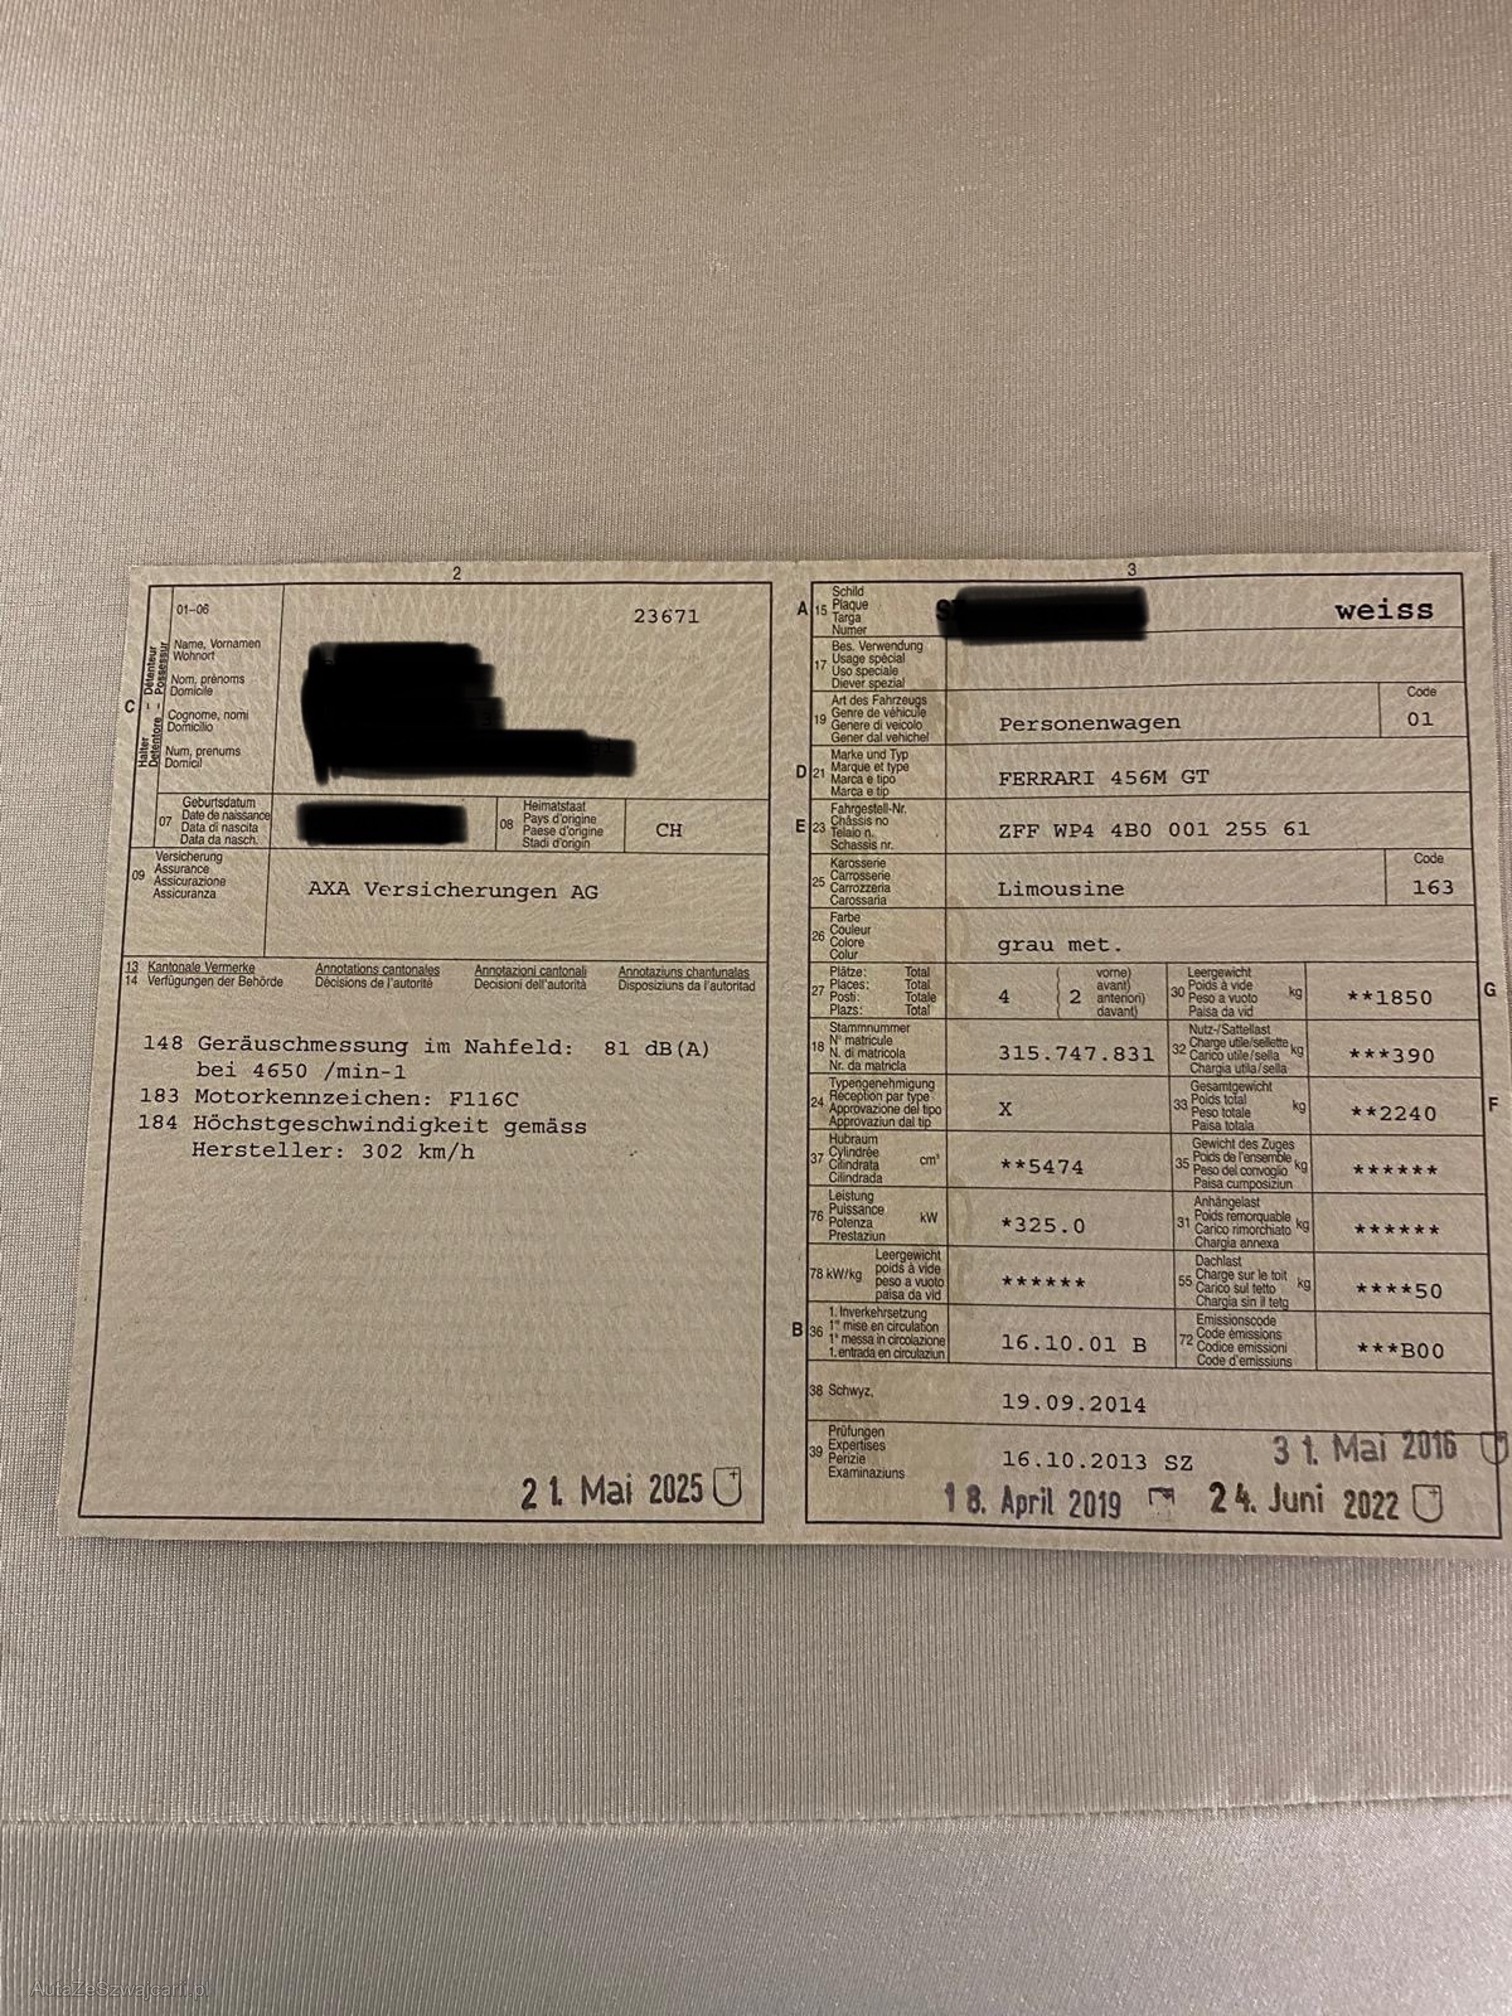 2
01–06
23671
Halter – Détenteur
Detentore – Possessur
C
Name, Vornamen
Wohnort
Nom, prénoms
Domicile
Cognome, nomi
Domicilio
Num, prenums
Domicil
07
Geburtsdatum
Date de naissance
Data di nascita
Data da nasch.
08
Heimatstaat
Pays d'origine
Paese d'origine
Stadi d'origin
CH
09
Versicherung
Assurance
Assicurazione
Assicuranza
AXA Versicherungen AG
13 Kantonale Vermerke Annotations cantonales Annotazioni cantonali Annotaziuns chantunalas
14 Verfügungen der Behörde Décisions de l'autorité Decisioni dell'autorità Disposiziuns da l'autoritad
148 Geräuschmessung im Nahfeld: 81 dB(A)
bei 4650 /min-1
183 Motorkennzeichen: F116C
184 Höchstgeschwindigkeit gemäss
Hersteller: 302 km/h
21. Mai 2025
3
A 15
Schild
Plaque
Targa
Numer
weiss
17
Bes. Verwendung
Usage spécial
Uso speciale
Diever spezial
19
Art des Fahrzeugs
Genre de véhicule
Genere di veicolo
Gener dal vehichel
Personenwagen
Code
01
D 21
Marke und Typ
Marque et type
Marca e tipo
Marca e tip
FERRARI 456M GT
E 23
Fahrgestell-Nr.
Châssis no
Telaio n.
Schassis nr.
ZFF WP4 4B0 001 255 61
25
Karosserie
Carrosserie
Carrozzeria
Carossaria
Limousine
Code
163
26
Farbe
Couleur
Colore
Colur
grau met.
27
Plätze: Total
Places: Total
Posti: Totale
Plazs: Total
4
( 2
vorne)
avant)
anteriori)
davant)
30
Leergewicht
Poids à vide
Peso a vuoto
Paisa da vid
kg
**1850
G
18
Stammnummer
N° matricule
N. di matricola
Nr. da matricla
315.747.831
32
Nutz-/Sattellast
Charge utile/sellette
Carico utile/sella
Chargia utila/sella
kg
***390
24
Typengenehmigung
Réception par type
Approvazione del tipo
Approvaziun dal tip
X
33
Gesamtgewicht
Poids total
Peso totale
Paisa totala
kg
**2240
F
37
Hubraum
Cylindrée
Cilindrata
Cilindrada
cm³
**5474
35
Gewicht des Zuges
Poids de l'ensemble
Peso del convoglio
Paisa cumposiziun
kg
******
76
Leistung
Puissance
Potenza
Prestaziun
kW
*325.0
31
Anhängelast
Poids remorquable
Carico rimorchiato
Chargia annexa
kg
******
78 kW/kg
Leergewicht
poids à vide
peso a vuoto
paisa da vid
******
55
Dachlast
Charge sur le toit
Carico sul tetto
Chargia sin il tetg
kg
****50
B 36
1. Inverkehrsetzung
1re mise en circulation
1a messa in circolazione
1. entrada en circulaziun
16.10.01 B
72
Emissionscode
Code émissions
Codice emissioni
Code d'emissiuns
***B00
38 Schwyz,
19.09.2014
39
Prüfungen
Expertises
Perizie
Examinaziuns
16.10.2013 SZ
31. Mai 2016
18. April 2019
24. Juni 2022
AutaZeSzwajcarii.pl